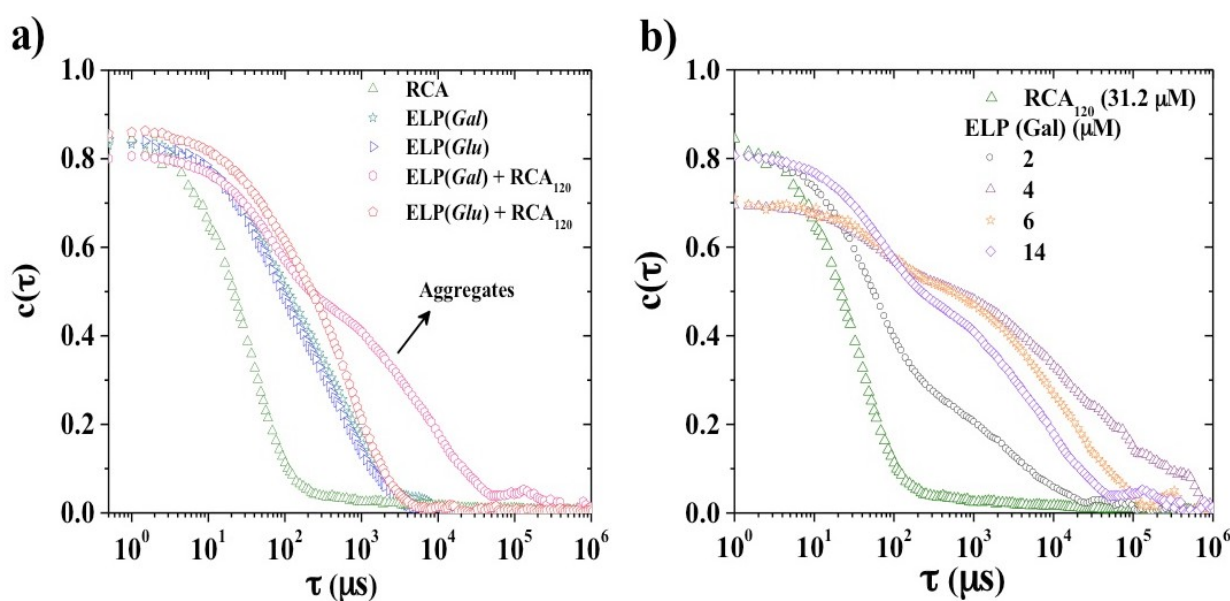 a)
1.0
0.8
0.6
0.4
0.2
0.0
c(τ)
RCA
ELP(Gal)
ELP(Glu)
ELP(Gal) + RCA₁₂₀
ELP(Glu) + RCA₁₂₀
Aggregates
10⁰ 10¹ 10² 10³ 10⁴ 10⁵ 10⁶
τ (μs)
b)
1.0
0.8
0.6
0.4
0.2
0.0
c(τ)
RCA₁₂₀ (31.2 μM)
ELP (Gal) (μM)
2
4
6
14
10⁰ 10¹ 10² 10³ 10⁴ 10⁵ 10⁶
τ (μs)